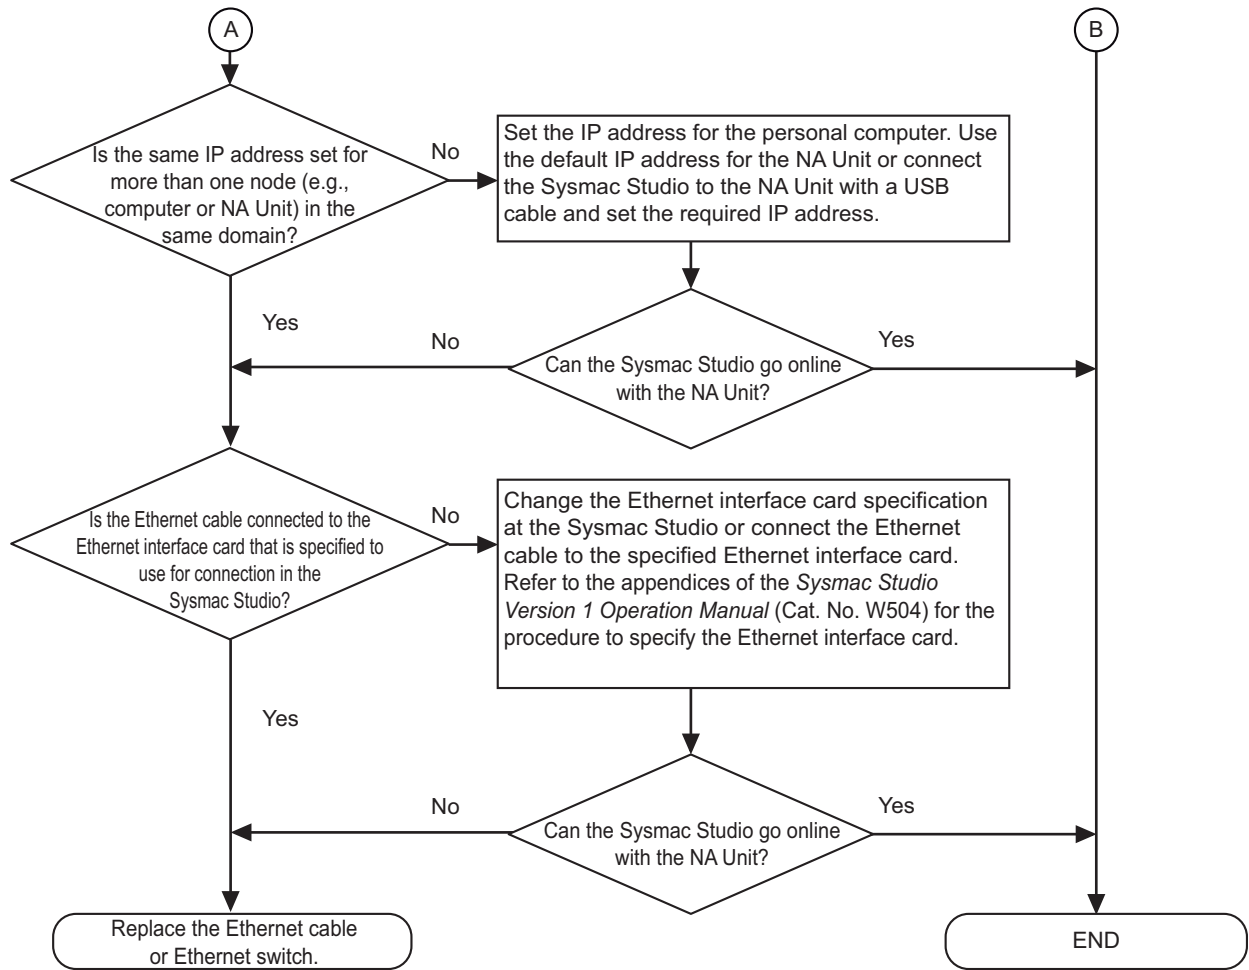 A
B
Is the same IP address set for
more than one node (e.g.,
computer or NA Unit) in the
same domain?
No
Set the IP address for the personal computer. Use
the default IP address for the NA Unit or connect
the Sysmac Studio to the NA Unit with a USB
cable and set the required IP address.
Yes
No
Can the Sysmac Studio go online
with the NA Unit?
Yes
Is the Ethernet cable connected to the
Ethernet interface card that is specified to
use for connection in the
Sysmac Studio?
No
Change the Ethernet interface card specification
at the Sysmac Studio or connect the Ethernet
cable to the specified Ethernet interface card.
Refer to the appendices of the Sysmac Studio
Version 1 Operation Manual (Cat. No. W504) for the
procedure to specify the Ethernet interface card.
Yes
No
Can the Sysmac Studio go online
with the NA Unit?
Yes
Replace the Ethernet cable
or Ethernet switch.
END